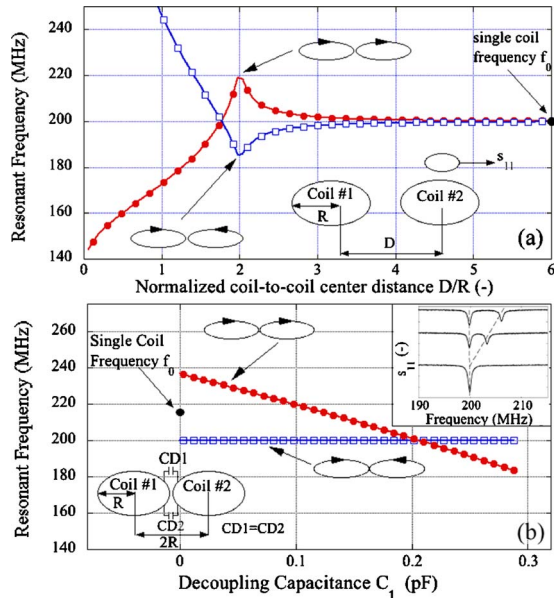 Resonant Frequency (MHz)
240
220
200
180
160
140
single coil
frequency f0
s11
Coil #1
Coil #2
R
D
(a)
0 1 2 3 4 5 6
Normalized coil-to-coil center distance D/R (-)
Resonant Frequency (MHz)
260
240
220
200
180
160
140
Single Coil
Frequency f0
s11 (-)
190 200 210
Frequency (MHz)
CD1
Coil #1
Coil #2
R
CD2
2R
CD1=CD2
(b)
0 0.1 0.2 0.3
Decoupling Capacitance C1 (pF)